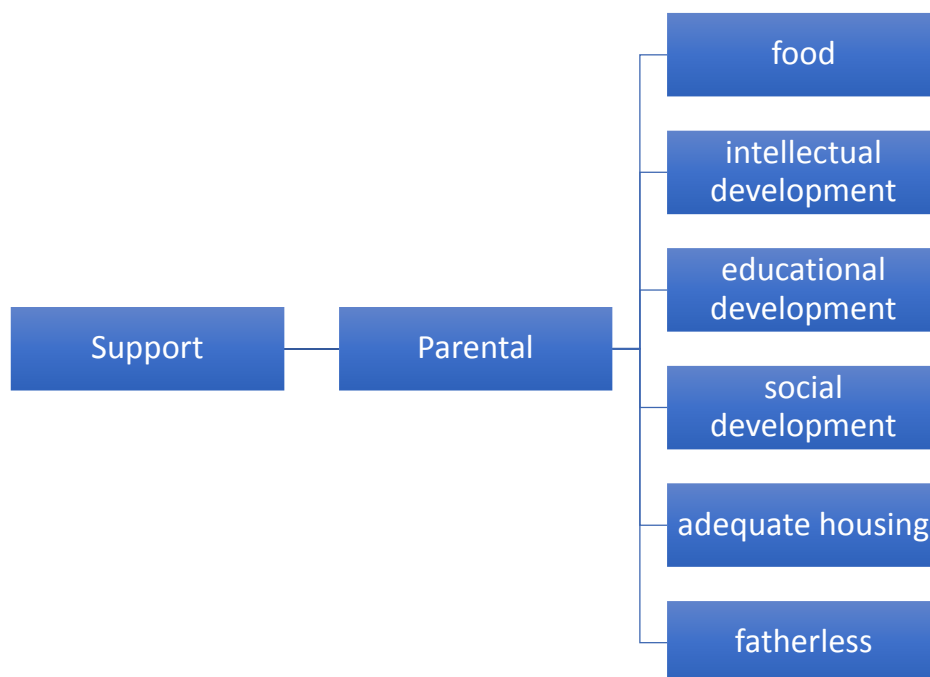 Support
Parental
food
intellectual
development
educational
development
social
development
adequate housing
fatherless